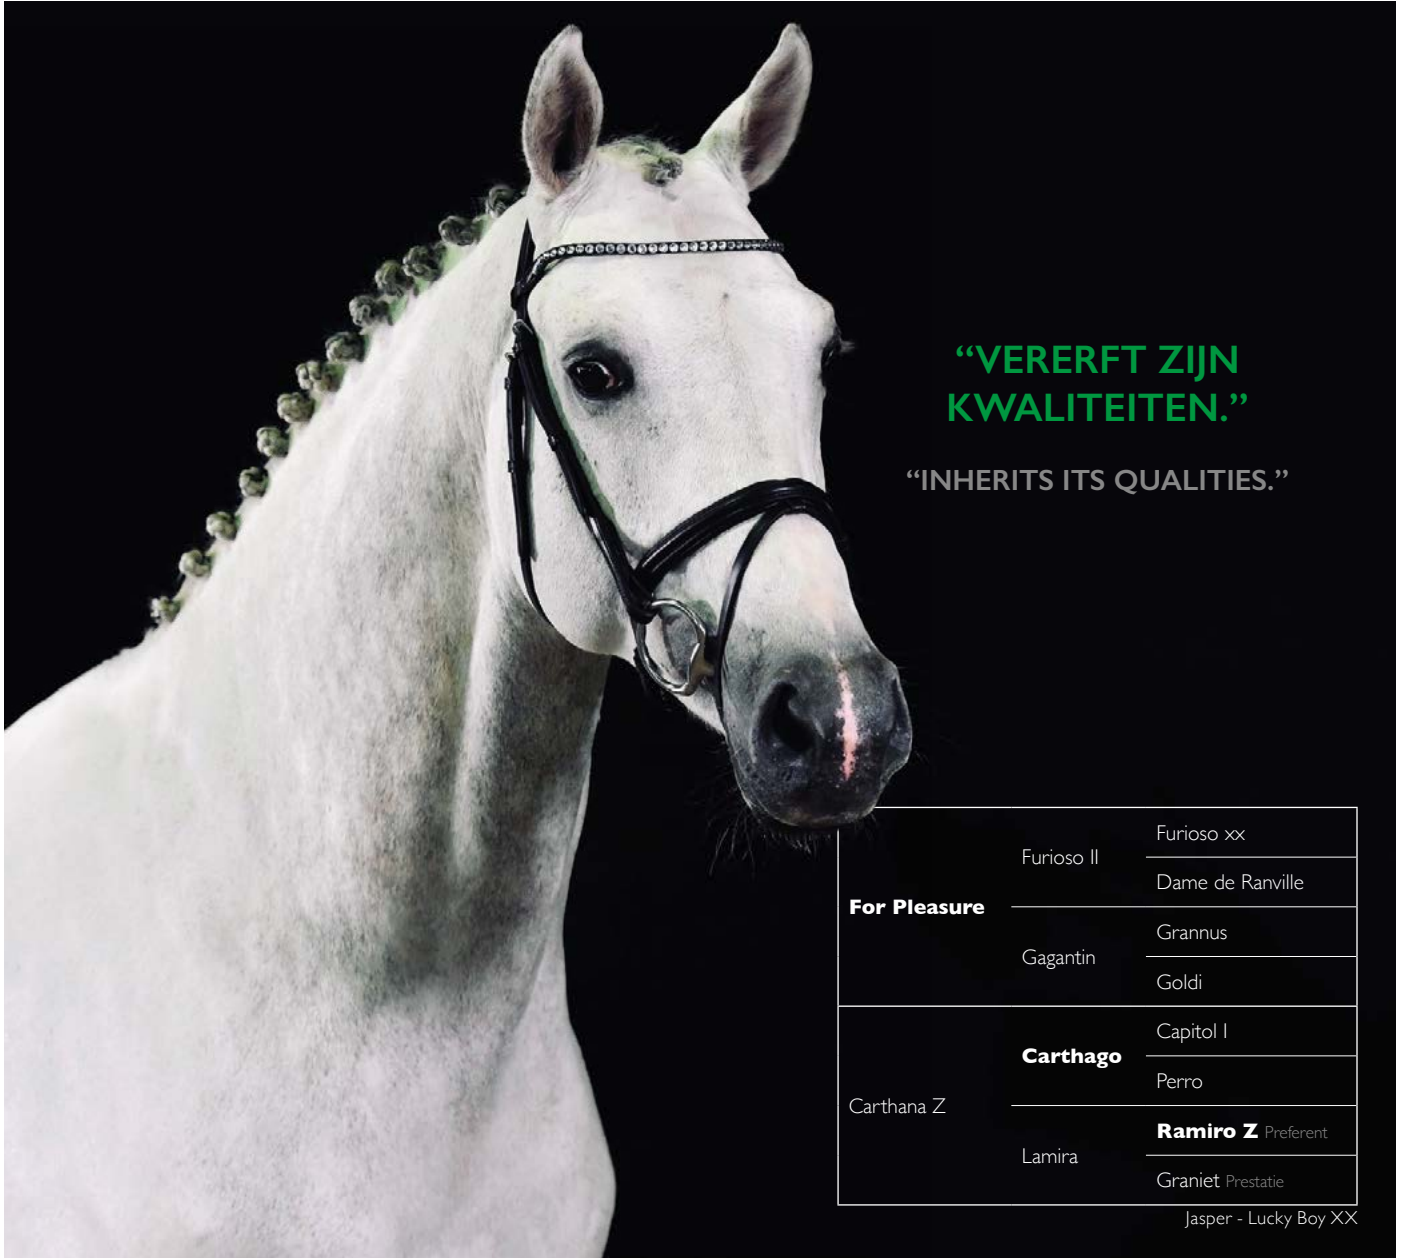 “VERERFT ZIJN
KWALITEITEN.”
“INHERITS ITS QUALITIES.”
For Pleasure
Furioso II
Furioso xx
Dame de Ranville
Gagantin
Grannus
Goldi
Carthana Z
Carthago
Capitol I
Perro
Lamira
Ramiro Z Preferent
Graniet Prestatie
Jasper - Lucky Boy XX